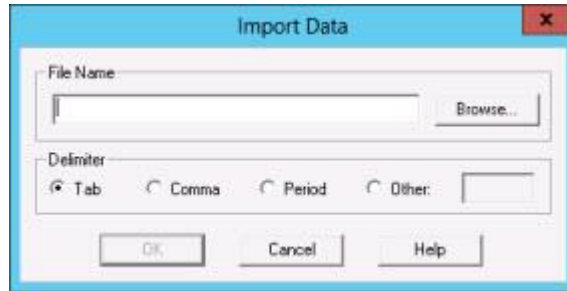 Import Data
x
File Name
Browse...
Delimiter
Tab Comma Period Other:
OK Cancel Help